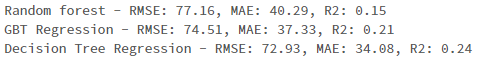 Random forest - RMSE: 77.16, MAE: 40.29, R2: 0.15
GBT Regression - RMSE: 74.51, MAE: 37.33, R2: 0.21
Decision Tree Regression - RMSE: 72.93, MAE: 34.08, R2: 0.24